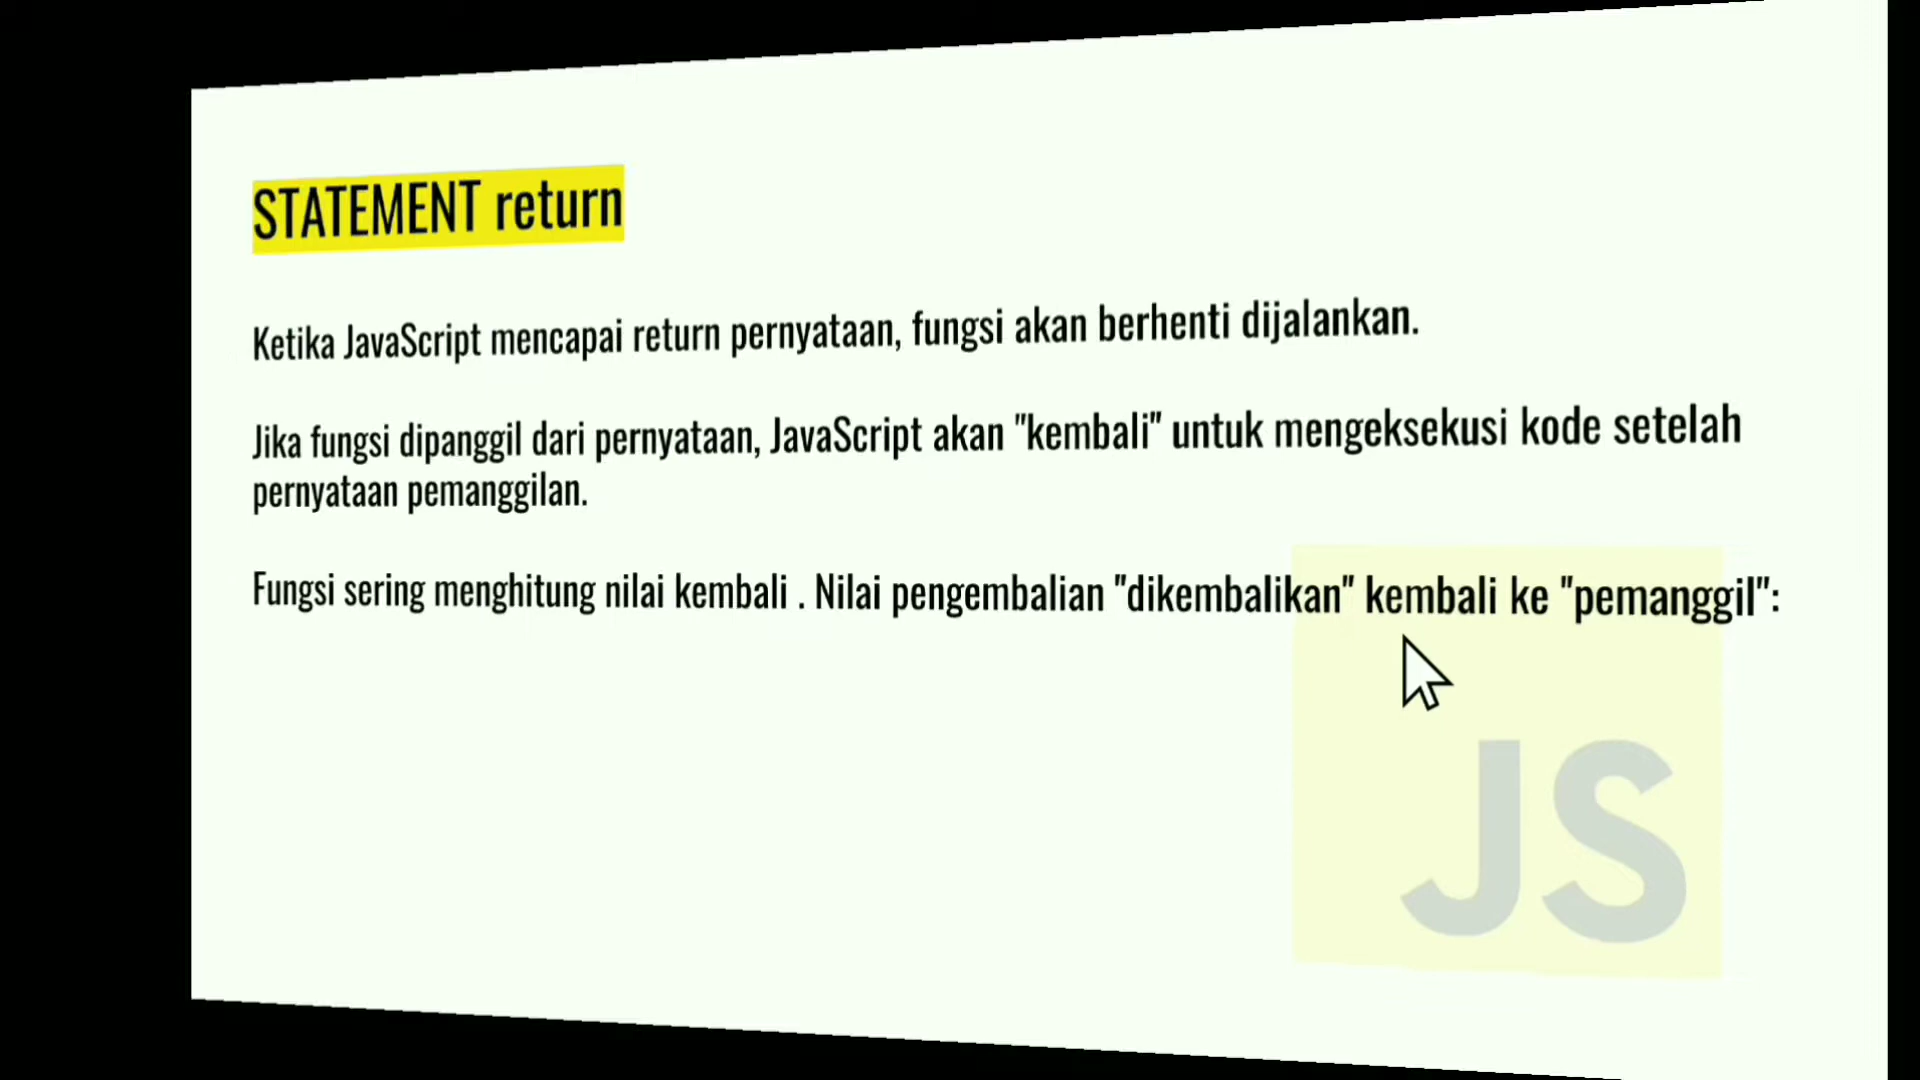 STATEMENT return
Ketika JavaScript mencapai return pernyataan, fungsi akan berhenti dijalankan.
Jika fungsi dipanggil dari pernyataan, JavaScript akan "kembali" untuk mengeksekusi kode setelah
pernyataan pemanggilan.
Fungsi sering menghitung nilai kembali . Nilai pengembalian "dikembalikan" kembali ke "pemanggil":
JS